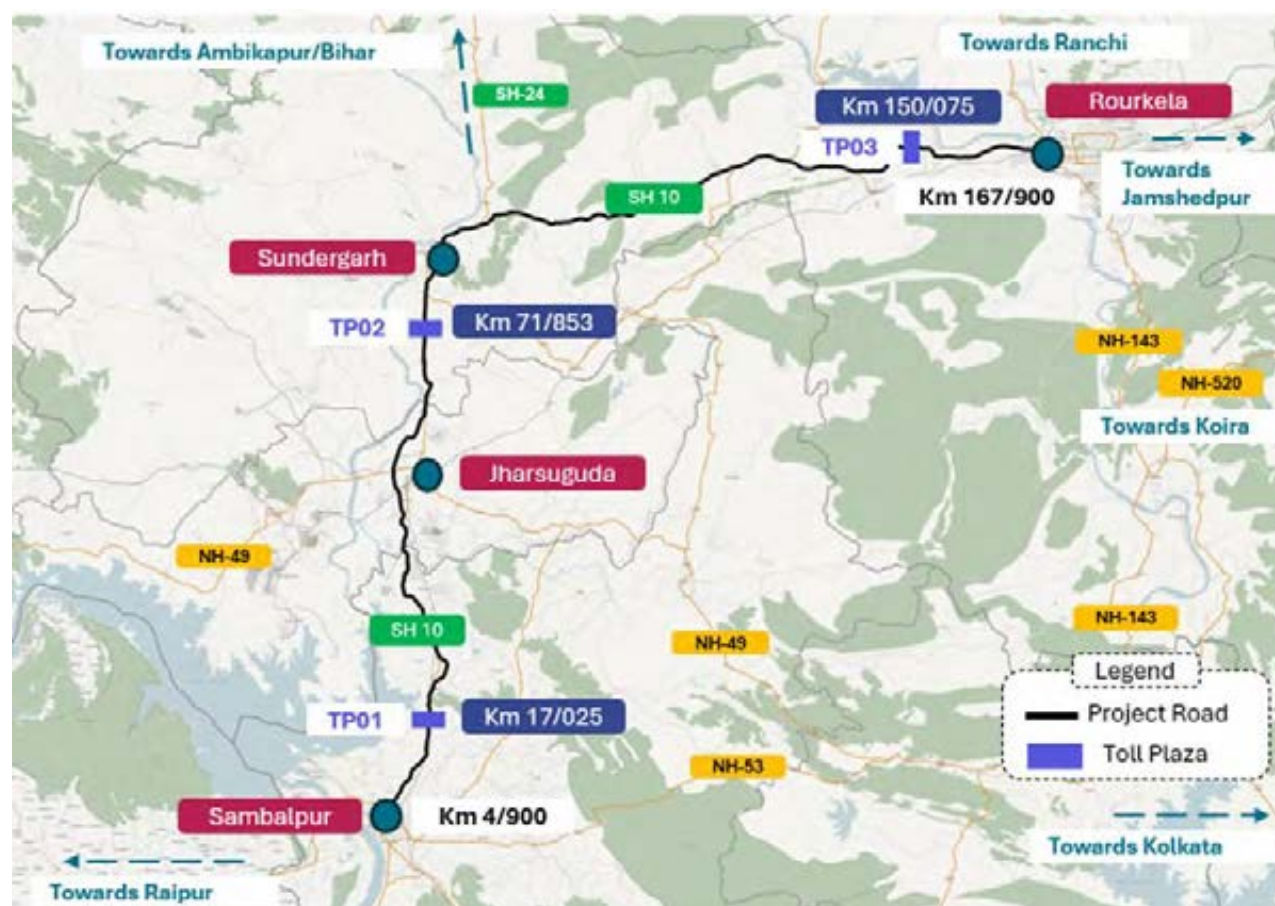 Towards Ambikapur/Bihar
Towards Ranchi
SH-24
Km 150/075
Rourkela
TP03
Towards
Jamshedpur
SH 10
Km 167/900
Sundergarh
TP02
Km 71/853
NH-143
NH-520
Towards Koira
Jharsuguda
NH-49
SH 10
NH-49
NH-143
Legend
Project Road
Toll Plaza
TP01
Km 17/025
NH-53
Sambalpur
Km 4/900
Towards Kolkata
Towards Raipur